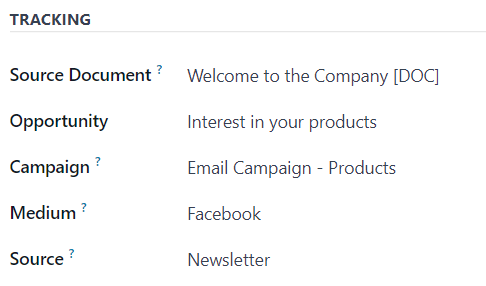 TRACKING
Source Document ? Welcome to the Company [DOC]
Opportunity Interest in your products
Campaign ? Email Campaign - Products
Medium ? Facebook
Source ? Newsletter